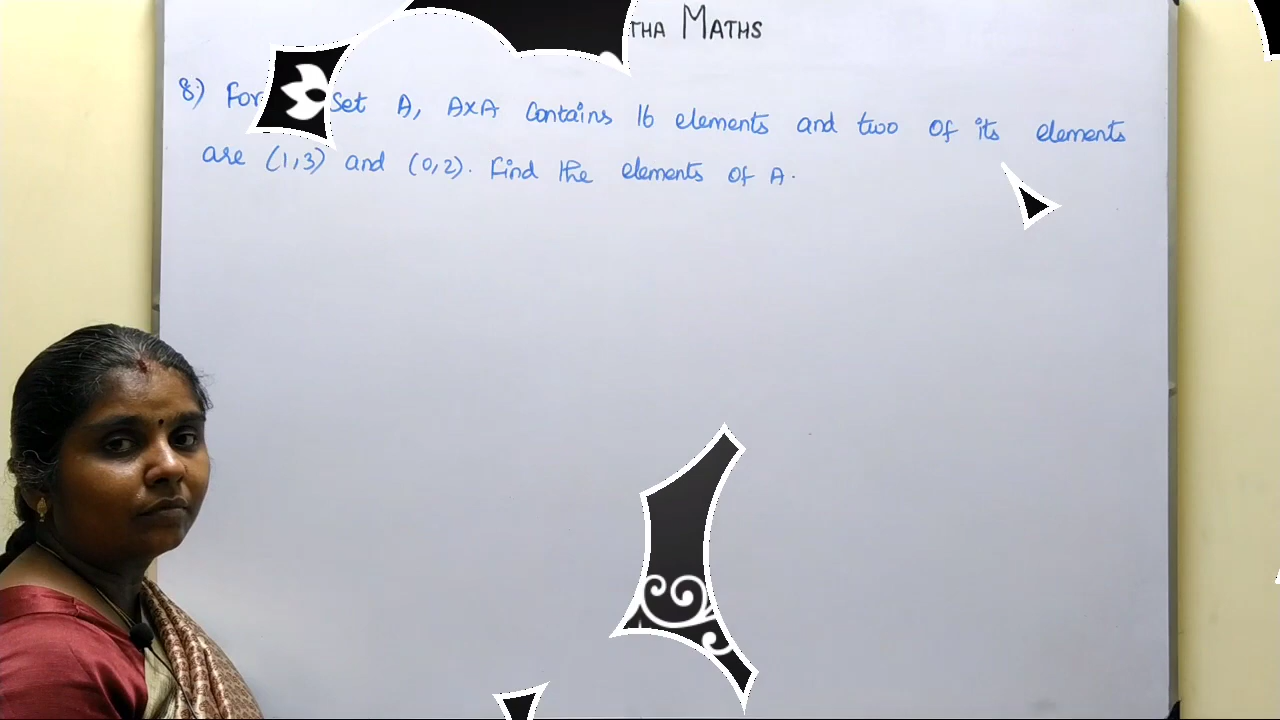 THA MATHS
8) For Set A, A×A Contains 16 elements and two of its elements
are (1,3) and (0,2). Find the elements of A.